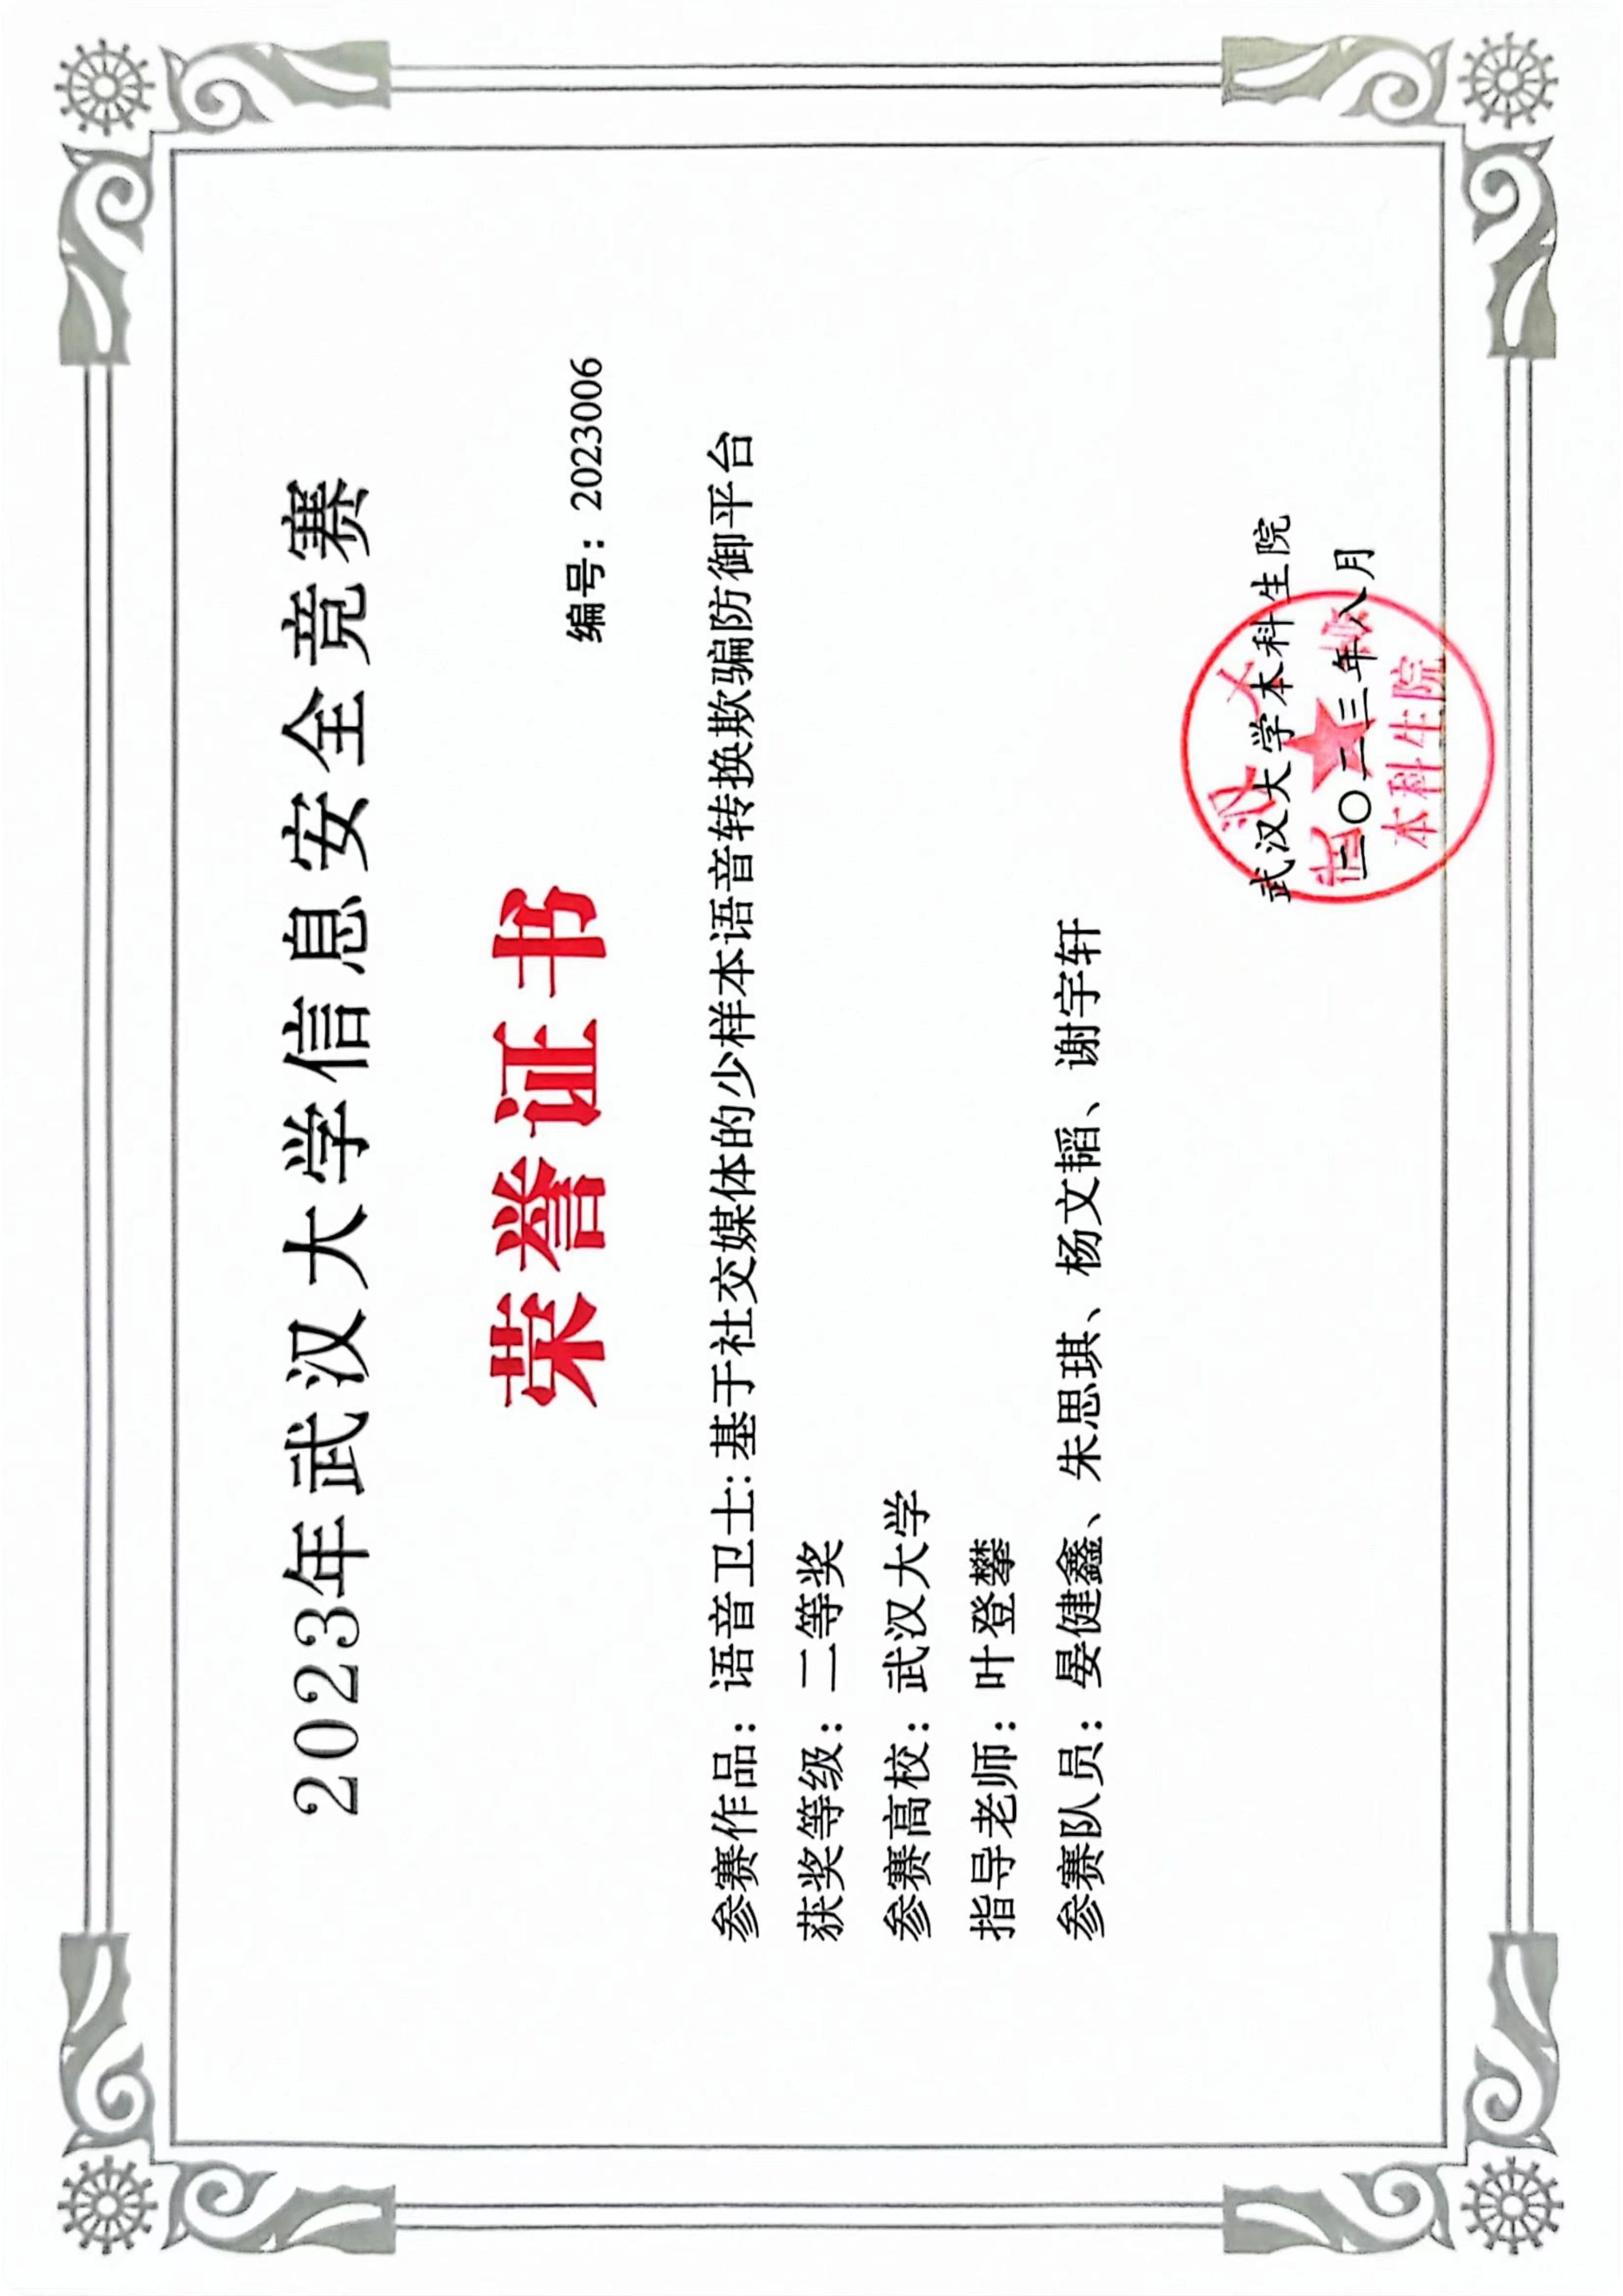 2023年武汉大学信息安全竞赛
荣誉证书
编号：2023006
参赛作品：语音卫士:基于社交媒体的少样本语音转换欺骗防御平台
获奖等级：二等奖
参赛高校：武汉大学
指导老师：叶登攀
参赛队员：晏健鑫、朱思琪、杨文韬、谢宇轩
武汉大学本科生院
二〇二三年八月
武汉大学
本科生院